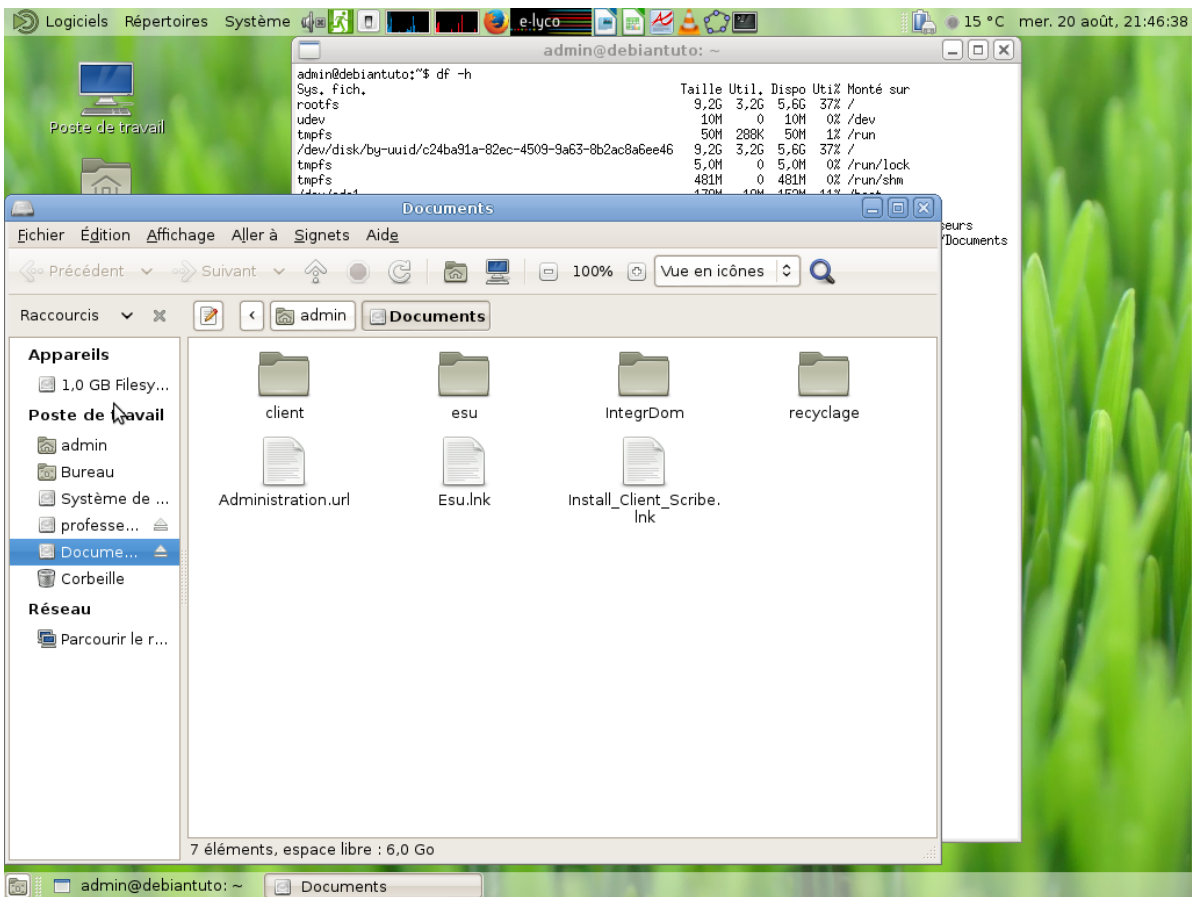 Logiciels Répertoires Système e-lyco 15 °C mer. 20 août, 21:46:38
admin@debiantuto: ~
Poste de travail
admin@debiantuto:~$ df -h
Sys. fich. Taille Util. Dispo Uti% Monté sur
rootfs 9,2G 3,2G 5,6G 37% /
udev 10M 0 10M 0% /dev
tmpfs 50M 288K 50M 1% /run
/dev/disk/by-uuid/c24ba91a-82ec-4509-9a63-8b2ac8a6ee46 9,2G 3,2G 5,6G 37% /
tmpfs 5,0M 0 5,0M 0% /run/lock
tmpfs 481M 0 481M 0% /run/shm
seurs
/Documents
Documents
Fichier Édition Affichage Aller à Signets Aide
Précédent Suivant 100% Vue en icônes
Raccourcis admin Documents
Appareils
1,0 GB Filesy...
Poste de travail
admin
Bureau
Système de ...
professe...
Docume...
Corbeille
Réseau
Parcourir le r...
client esu IntegrDom recyclage
Administration.url Esu.lnk Install_Client_Scribe.
lnk
7 éléments, espace libre : 6,0 Go
admin@debiantuto: ~ Documents